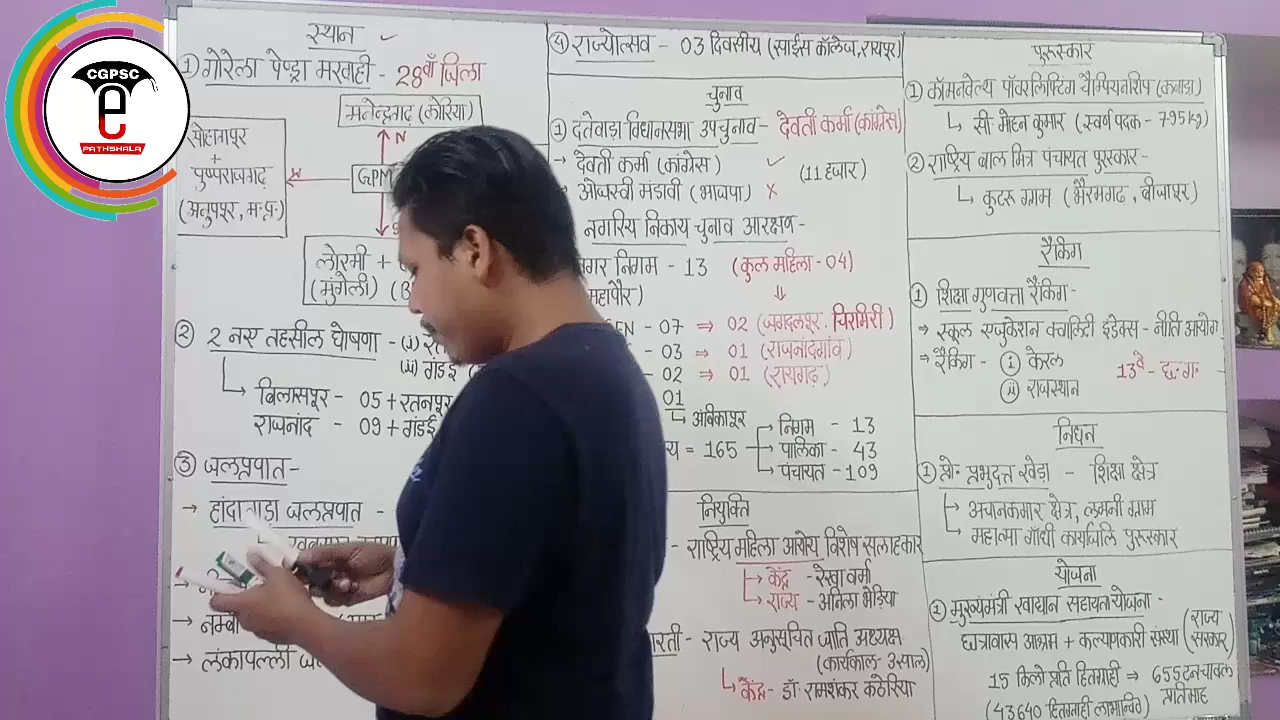 CGPSC
e
PATHSHALA
स्थान
① गोरेला पेण्ड्रा मरवाही - 28वाँ जिला
मनेन्द्रगढ़ (कोरिया)
N
सोहागपुर
+
पुष्पराजगढ़
(अनुपपुर, म.प्र.)
W
GPM
लोरमी +
(मुंगेली)
② 2 नए तहसील घोषणा - (i)
(ii) गंडई
बिलासपुर - 05 + रतनपुर
राजनांद - 09 + गंडई
③ जलप्रपात -
→ हांदावाडा जलप्रपात -
→ नम्बी
→ लंकापल्ली
④ राज्योत्सव - 03 दिवसीय (साईंस कॉलेज, रायपुर)
चुनाव
① दंतेवाडा विधानसभा उपचुनाव - देवती कर्मा (कांग्रेस)
→ देवती कर्मा (कांग्रेस) ✓ (11 हजार)
ओजस्वी मंडावी (भाजपा) ×
नगरिय निकाय चुनाव आरक्षण -
नगर निगम - 13 (कुल महिला - 04)
(महापौर)
GEN - 07 ⇒ 02 (जगदलपुर, चिरमिरी)
- 03 ⇒ 01 (राजनांदगांव)
- 02 ⇒ 01 (रायगढ़)
01
अंबिकापुर
= 165
निगम - 13
पालिका - 43
पंचायत - 109
नियुक्ति
- राष्ट्रिय महिला आयोग विशेष सलाहकार
→ केंद्र - रेखा वर्मा
→ राज्य - अनिला भेड़िया
- राज्य अनुसूचित जाति अध्यक्ष
(कार्यकाल - 3 साल)
केंद्र - डॉ. रामशंकर कठेरिया
पुरूस्कार
① कॉमनवेल्थ पॉवरलिफ्टिंग चैम्पियनशिप (कनाडा)
सी मोहन कुमार (स्वर्ण पदक - 795 kg)
② राष्ट्रिय बाल मित्र पंचायत पुरस्कार -
कुटरू ग्राम (भैरमगढ़, बीजापुर)
रैंकिंग
① शिक्षा गुणवत्ता रैंकिंग -
→ स्कूल एजुकेशन क्वालिटी इंडेक्स - नीति आयोग
→ रैंकिंग - (i) केरल
(ii) राजस्थान
13वे - छ.ग.
निधन
① प्रो. प्रभुदत्त खेड़ा - शिक्षा क्षेत्र
→ अचानकमार क्षेत्र, लमनी ग्राम
→ महात्मा गांधी कार्यांजलि पुरूस्कार
योजना
① मुख्यमंत्री खाद्यान सहायता योजना -
छात्रावास आश्रम + कल्याणकारी संस्था (राज्य सरकार)
15 किलो प्रति हितग्राही ⇒ 655 टन चावल प्रतिमाह
(43640 हितग्राही लाभान्वित)